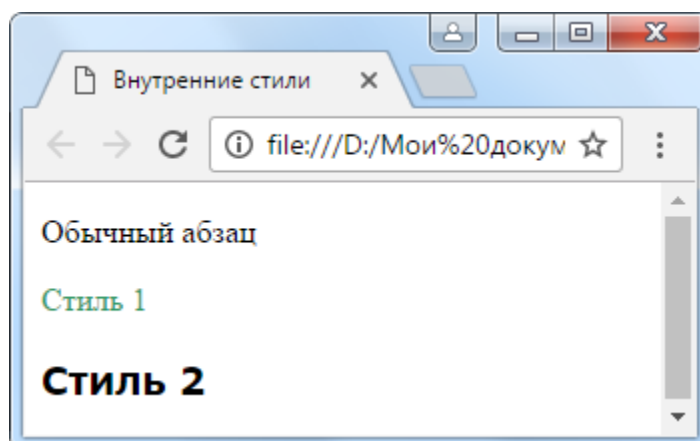 Внутренние стили
file:///D:/Мои%20докум
Обычный абзац
Стиль 1
Стиль 2